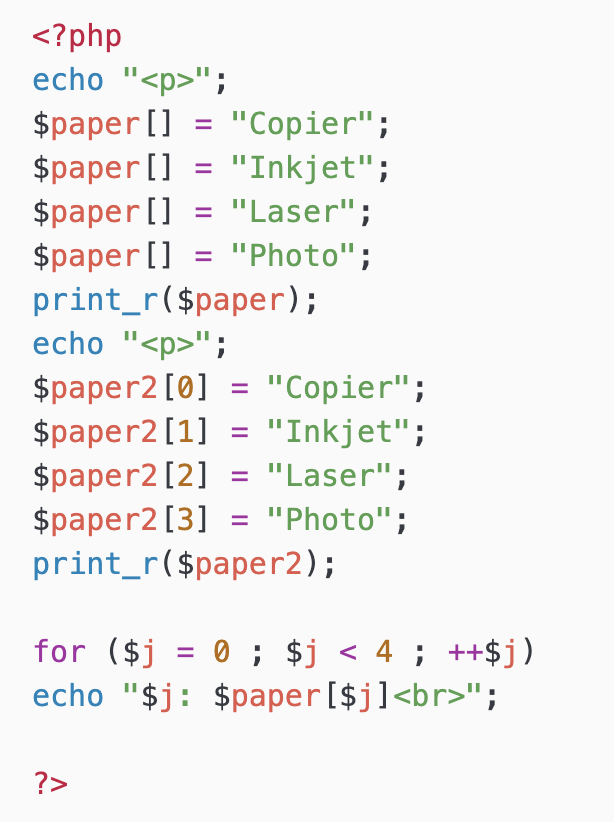 <?php
echo "<p>";
$paper[] = "Copier";
$paper[] = "Inkjet";
$paper[] = "Laser";
$paper[] = "Photo";
print_r($paper);
echo "<p>";
$paper2[0] = "Copier";
$paper2[1] = "Inkjet";
$paper2[2] = "Laser";
$paper2[3] = "Photo";
print_r($paper2);
for ($j = 0 ; $j < 4 ; ++$j)
echo "$j: $paper[$j]<br>";
?>